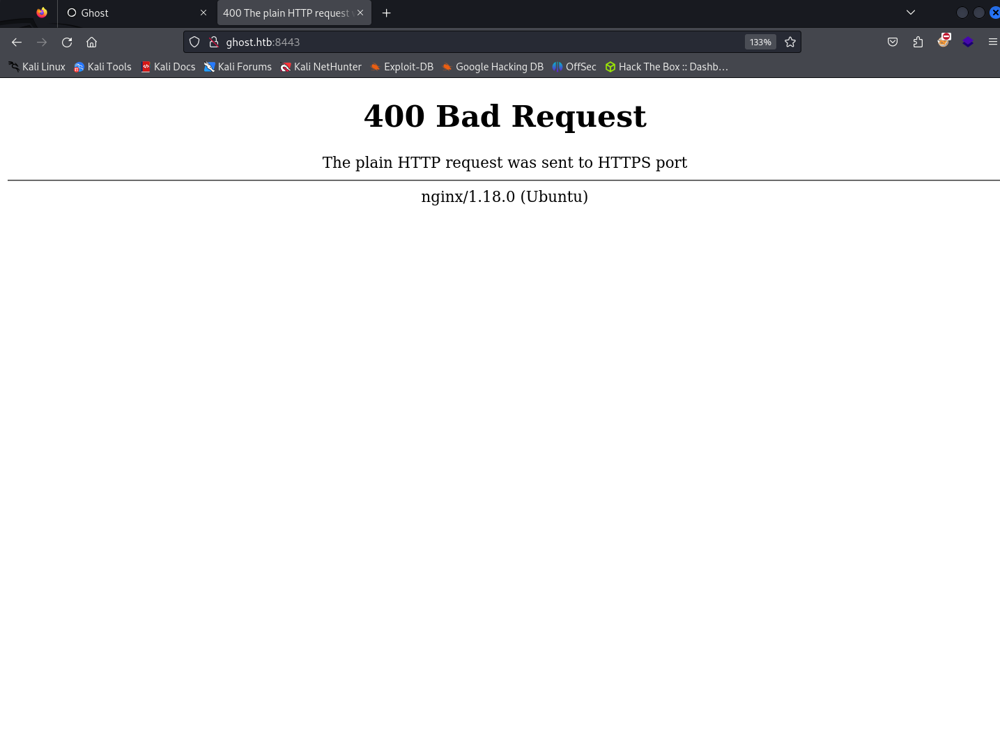 Ghost
400 The plain HTTP request
ghost.htb:8443 133%
Kali Linux Kali Tools Kali Docs Kali Forums Kali NetHunter Exploit-DB Google Hacking DB OffSec Hack The Box :: Dashb…
400 Bad Request
The plain HTTP request was sent to HTTPS port
nginx/1.18.0 (Ubuntu)